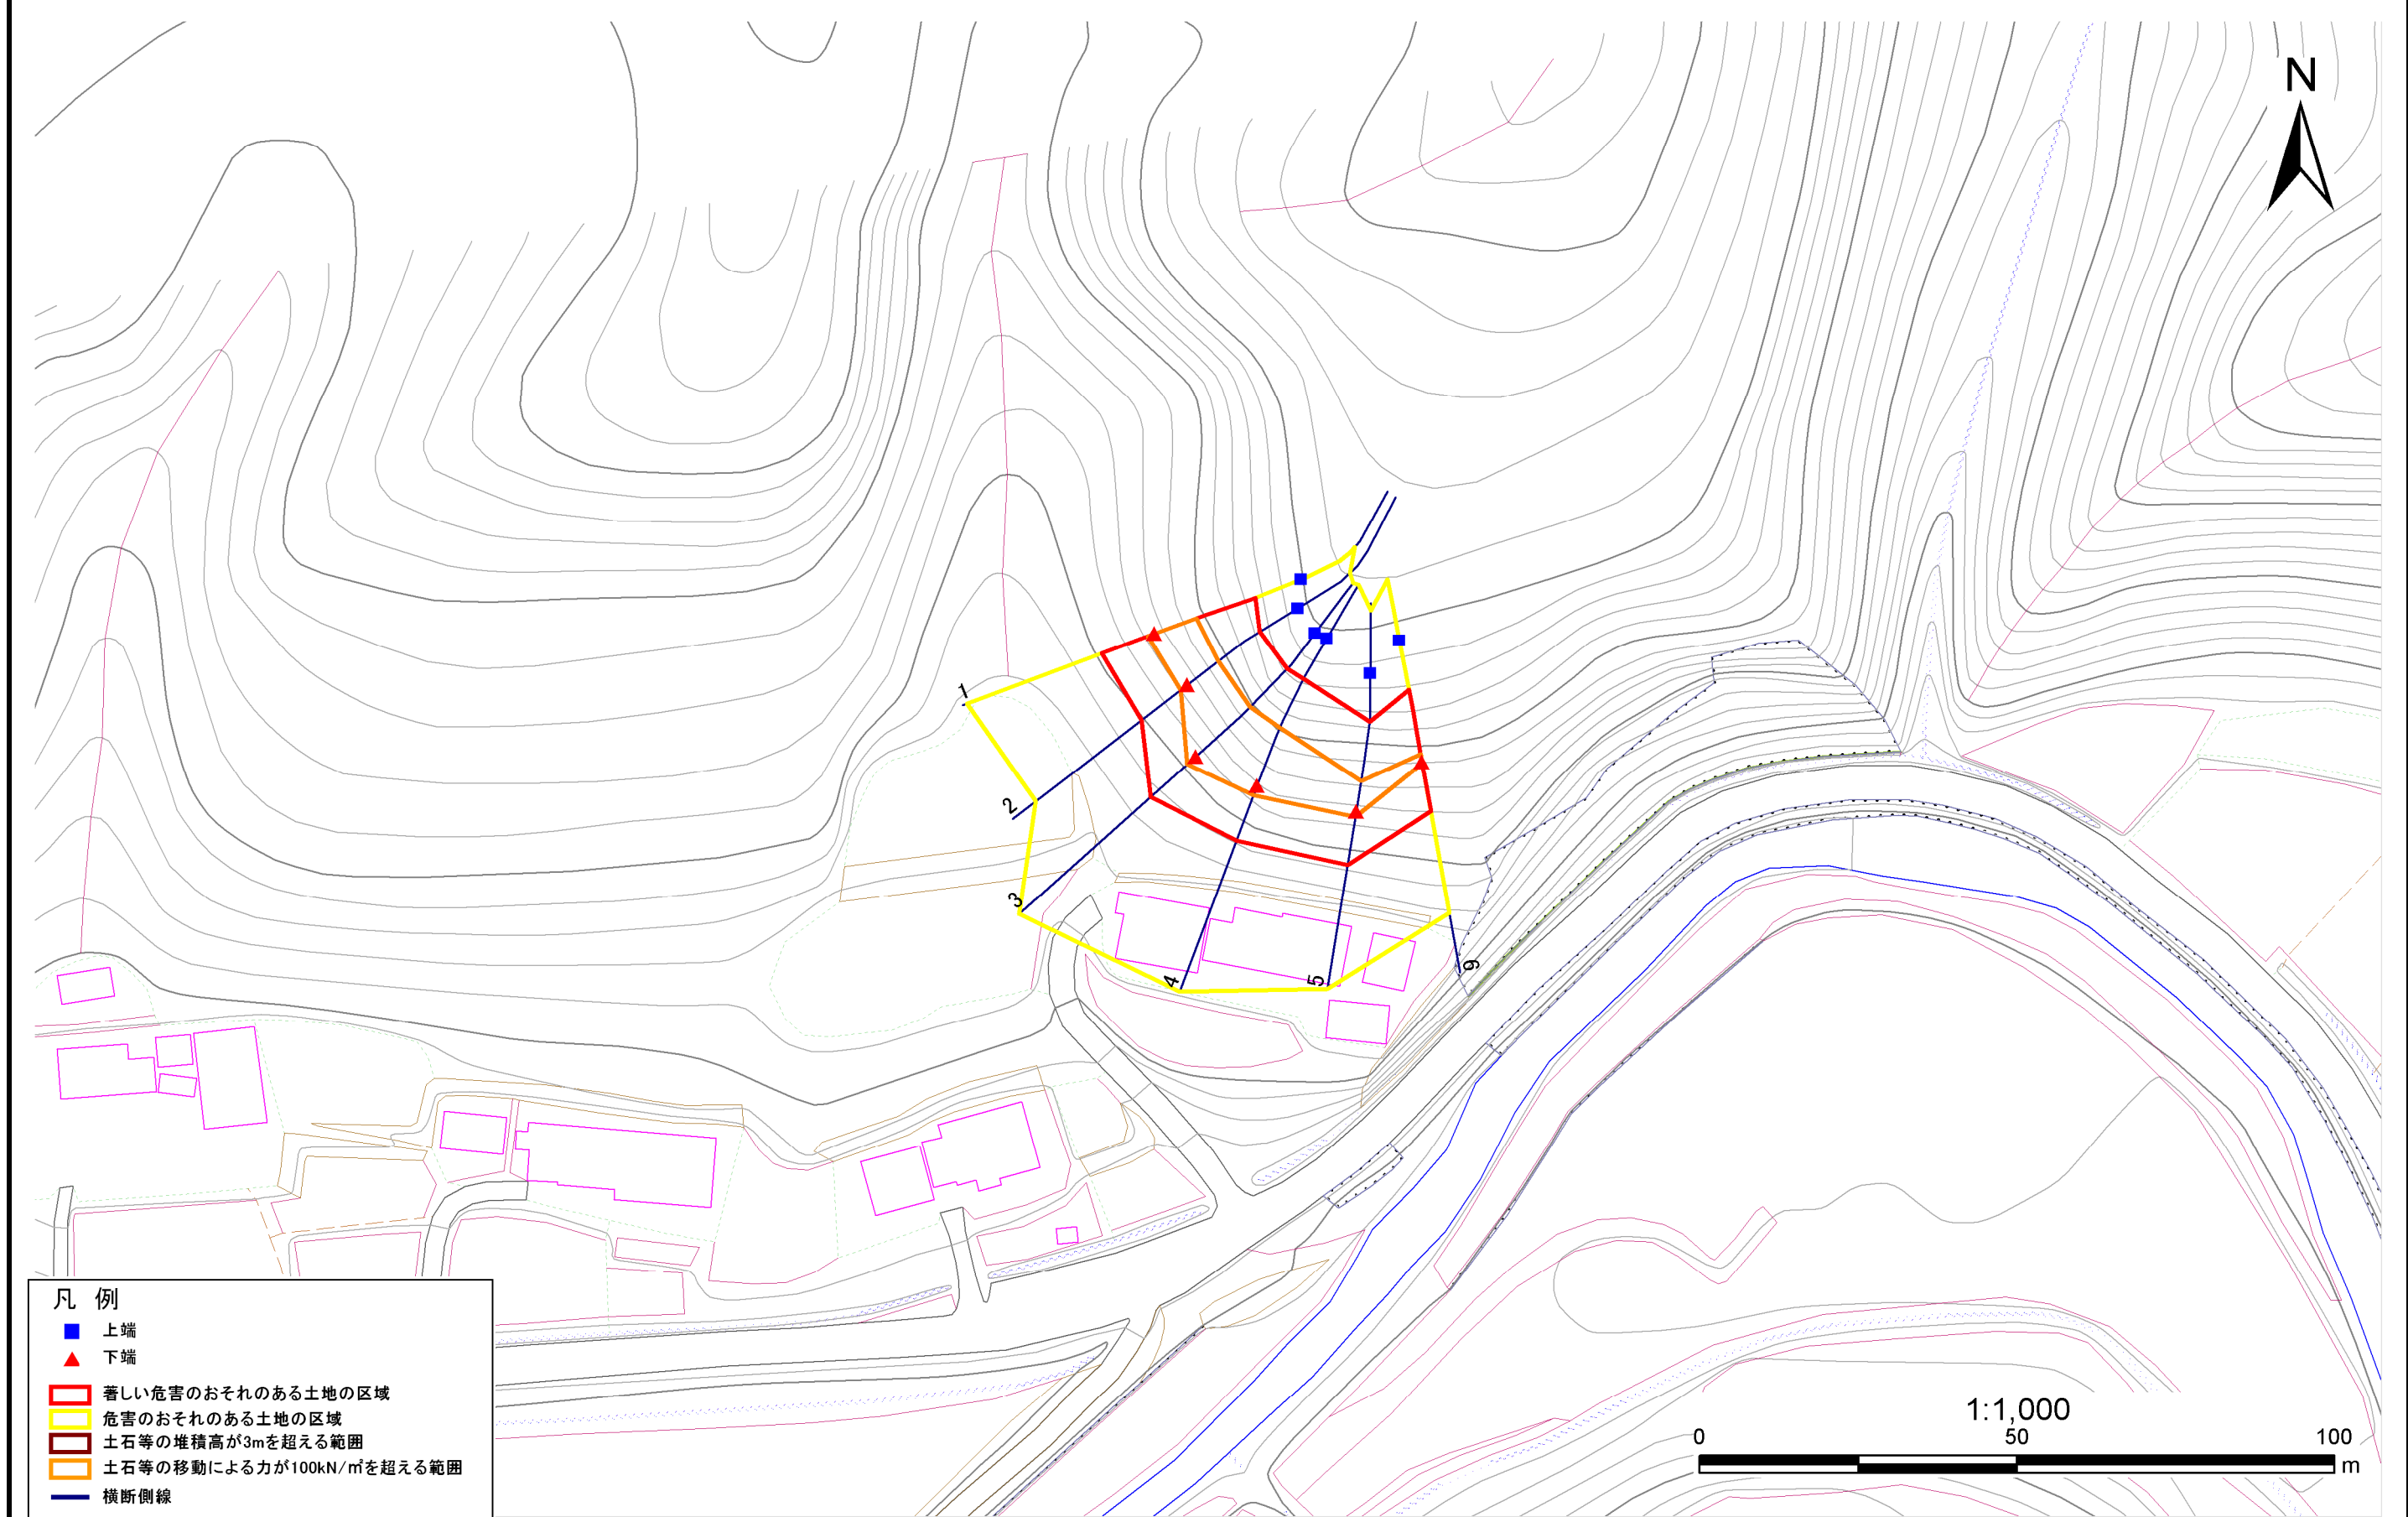 N
1
2
3
4
5
6
凡 例
上端
下端
著しい危害のおそれのある土地の区域
危害のおそれのある土地の区域
土石等の堆積高が3mを超える範囲
土石等の移動による力が100kN/㎡を超える範囲
横断側線
1:1,000
0 50 100
m